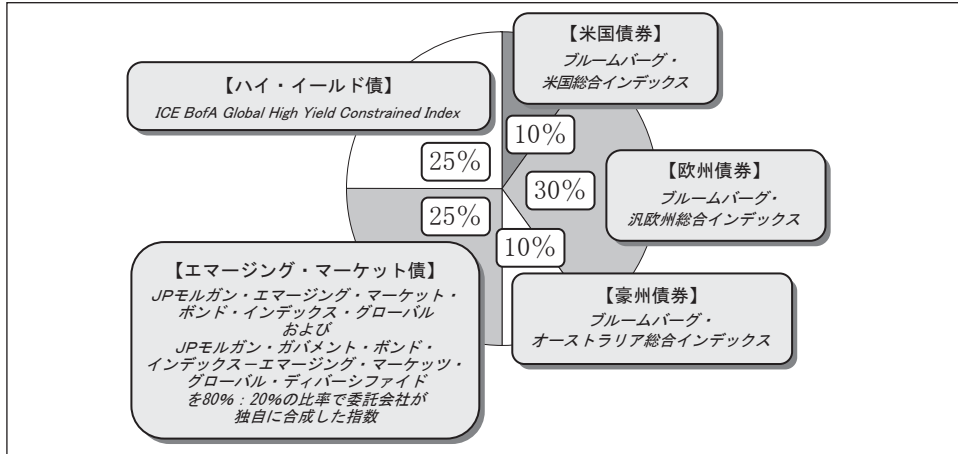 【米国債券】
ブルームバーグ・
米国総合インデックス
10%
【欧州債券】
ブルームバーグ・
汎欧州総合インデックス
30%
【豪州債券】
ブルームバーグ・
オーストラリア総合インデックス
10%
【エマージング・マーケット債】
JPモルガン・エマージング・マーケット・
ボンド・インデックス・グローバル
および
JPモルガン・ガバメント・ボンド・
インデックス−エマージング・マーケッツ・
グローバル・ディバーシファイド
を80%：20%の比率で委託会社が
独自に合成した指数
25%
【ハイ・イールド債】
ICE BofA Global High Yield Constrained Index
25%